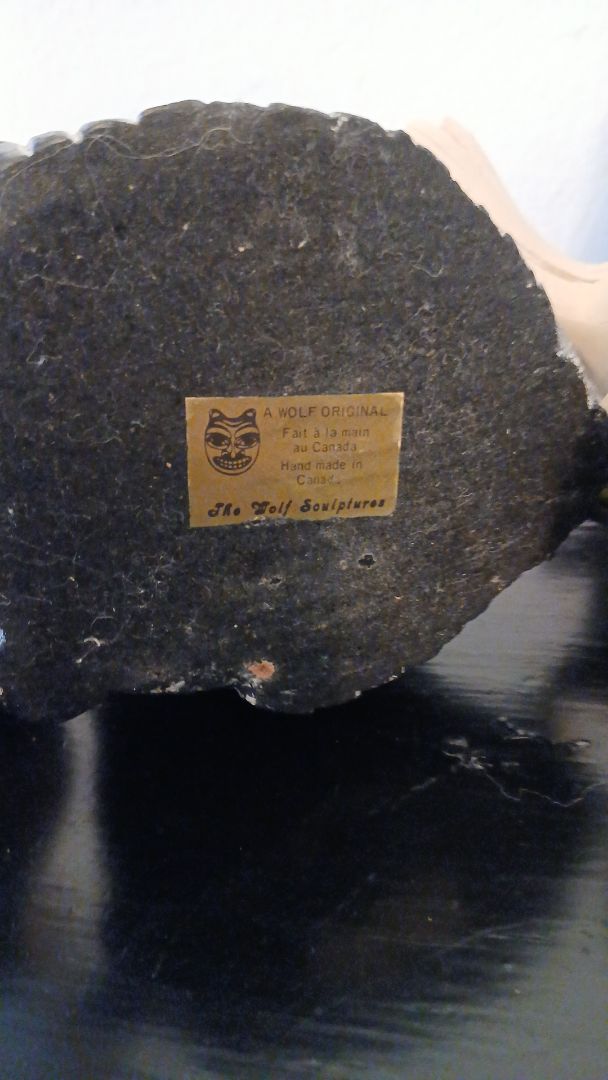 A WOLF ORIGINAL
Fait à la main
au Canada
Hand made in
Canada
The Wolf Sculptures